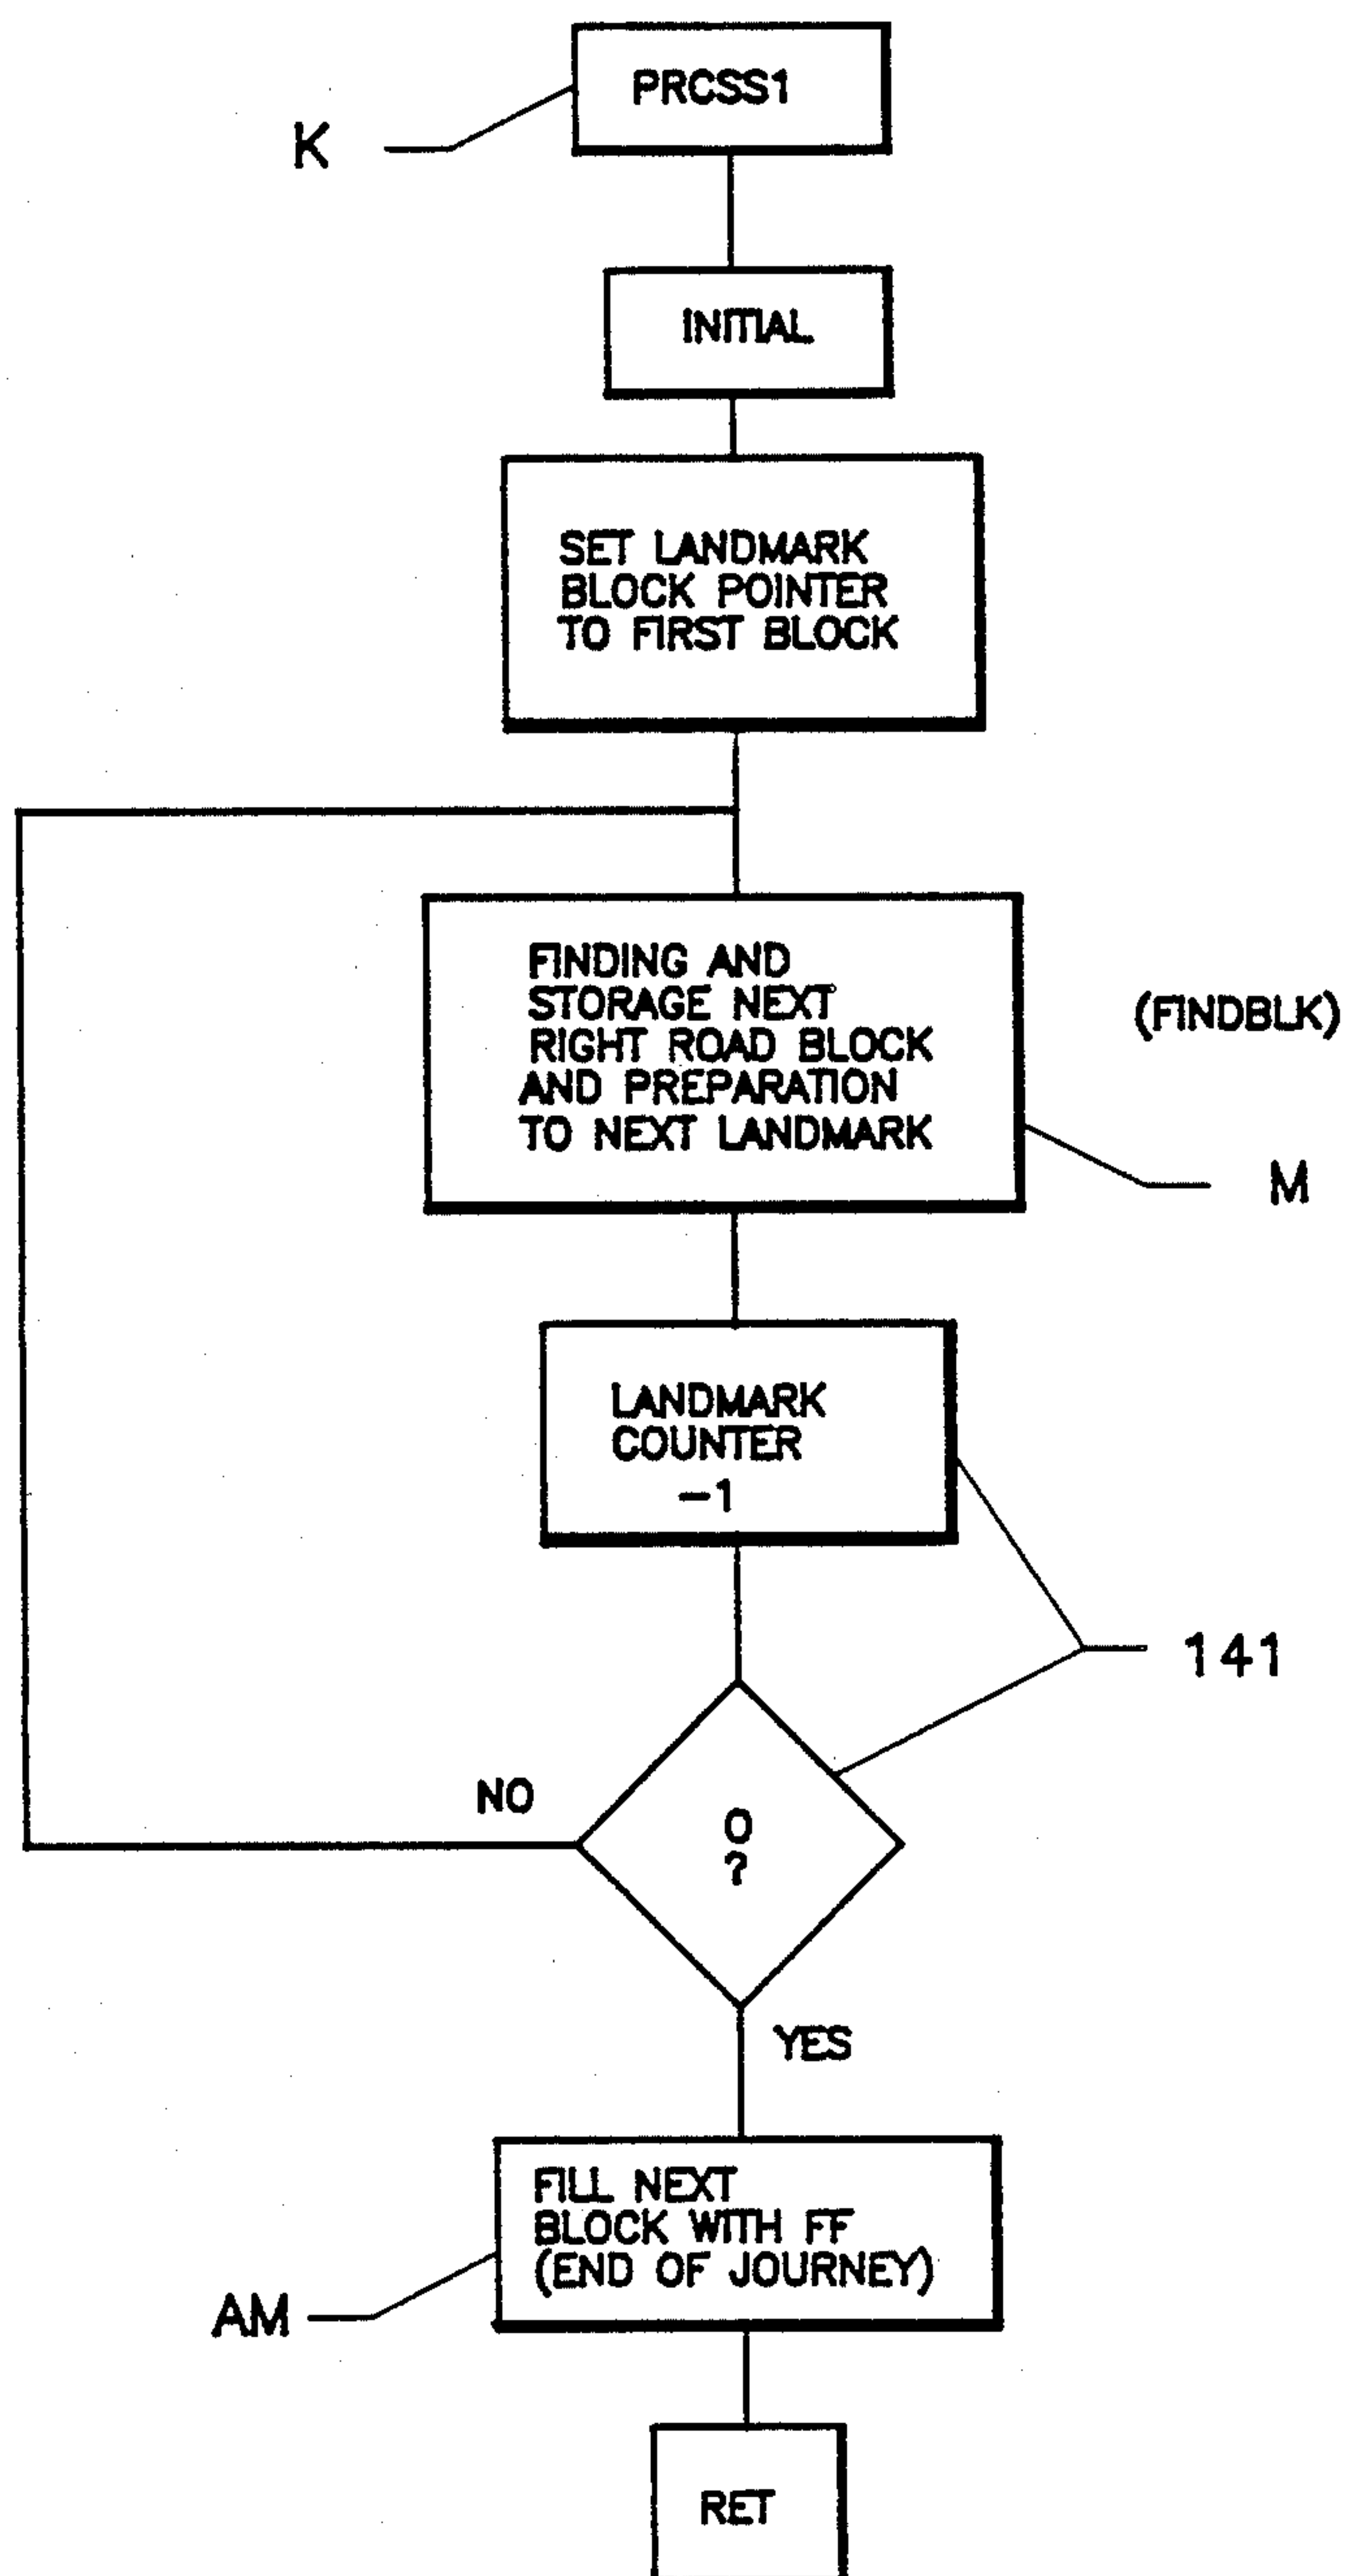 PRCSS1
K
INITIAL
SET LANDMARK
BLOCK POINTER
TO FIRST BLOCK
FINDING AND
STORAGE NEXT
RIGHT ROAD BLOCK
AND PREPARATION
TO NEXT LANDMARK
(FINDBLK)
M
LANDMARK
COUNTER
-1
141
NO
0
?
YES
FILL NEXT
BLOCK WITH FF
(END OF JOURNEY)
AM
RET